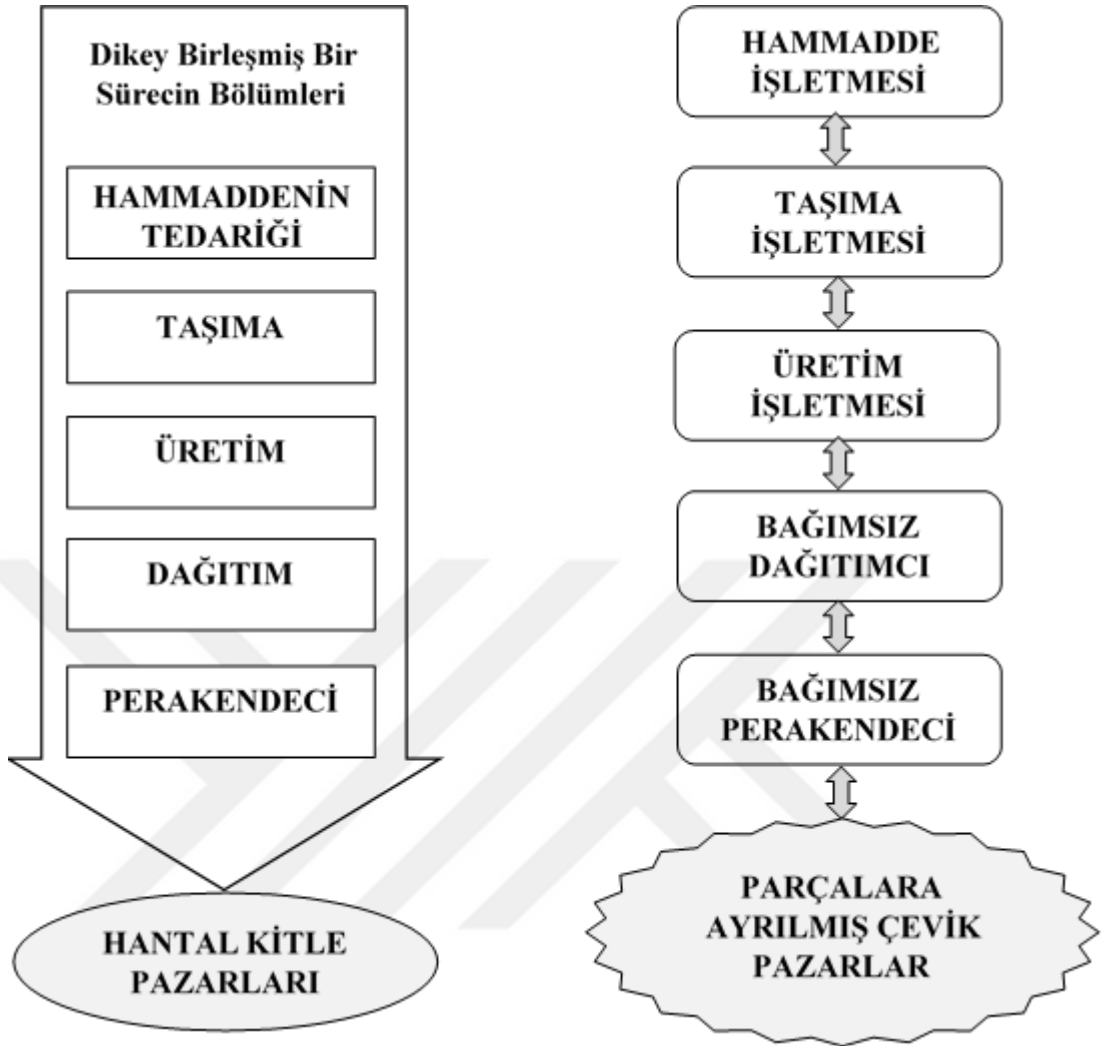 Dikey Birleşmiş Bir
Sürecin Bölümleri
HAMMADDENİN
TEDARİĞİ
TAŞIMA
ÜRETİM
DAĞITIM
PERAKENDECİ
HANTAL KİTLE
PAZARLARI
HAMMADDE
İŞLETMESİ
TAŞIMA
İŞLETMESİ
ÜRETİM
İŞLETMESİ
BAĞIMSIZ
DAĞITIMCI
BAĞIMSIZ
PERAKENDECİ
PARÇALARA
AYRILMIŞ ÇEVİK
PAZARLAR